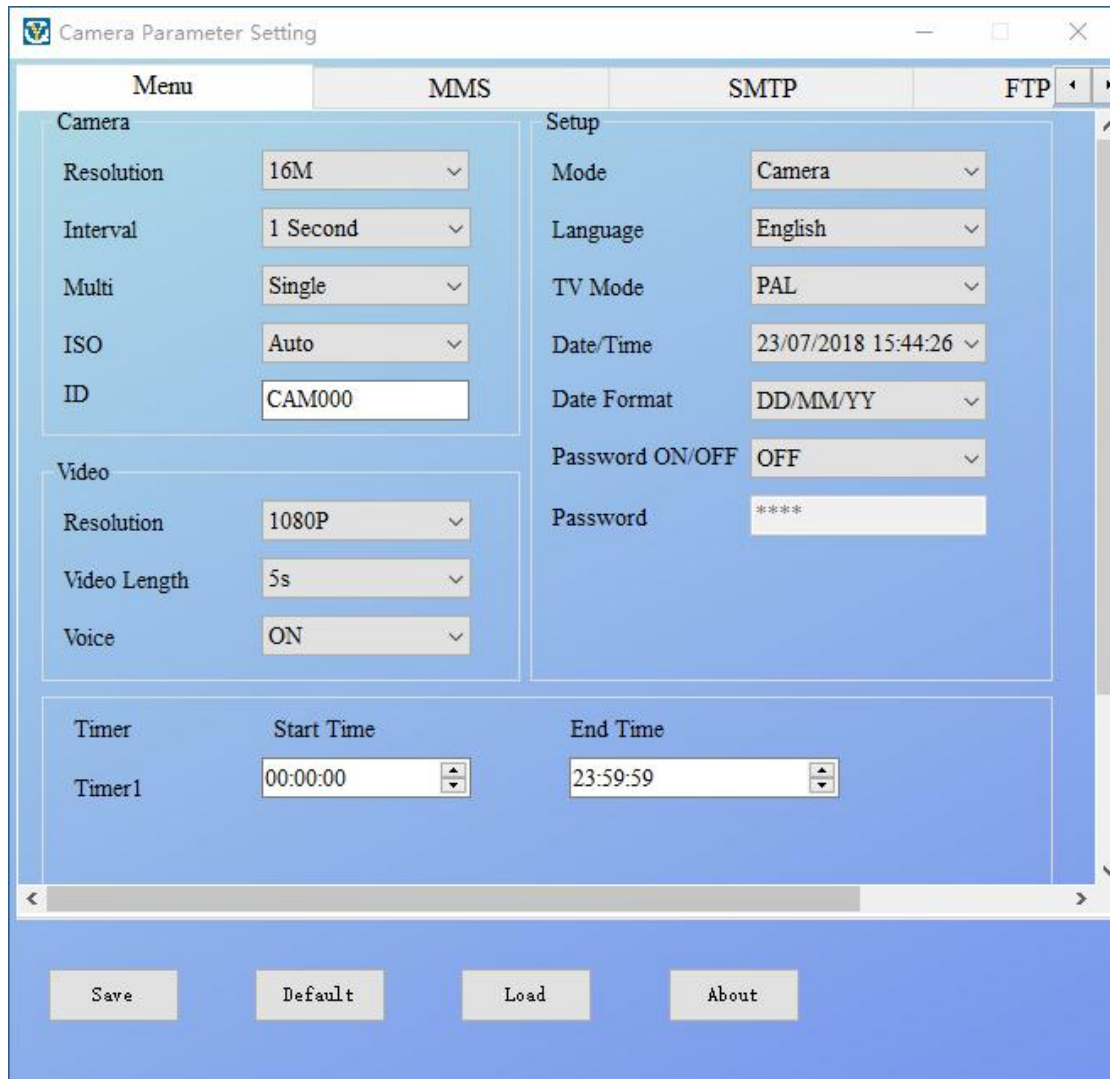 Camera Parameter Setting
Menu MMS SMTP FTP
Camera
Resolution 16M
Interval 1 Second
Multi Single
ISO Auto
ID CAM000
Video
Resolution 1080P
Video Length 5s
Voice ON
Setup
Mode Camera
Language English
TV Mode PAL
Date/Time 23/07/2018 15:44:26
Date Format DD/MM/YY
Password ON/OFF OFF
Password ****
Timer Start Time End Time
Timer1 00:00:00 23:59:59
Save Default Load About